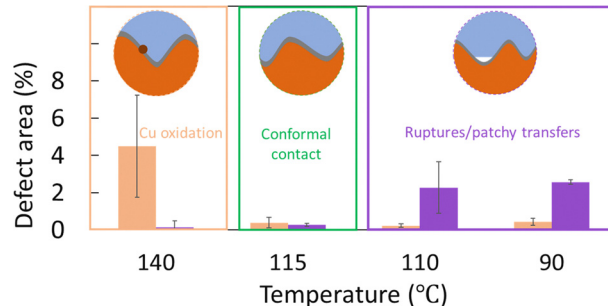 Defect area (%)
8
6
4
2
0
Cu oxidation
Conformal
contact
Ruptures/patchy transfers
140
115
110
90
Temperature (°C)